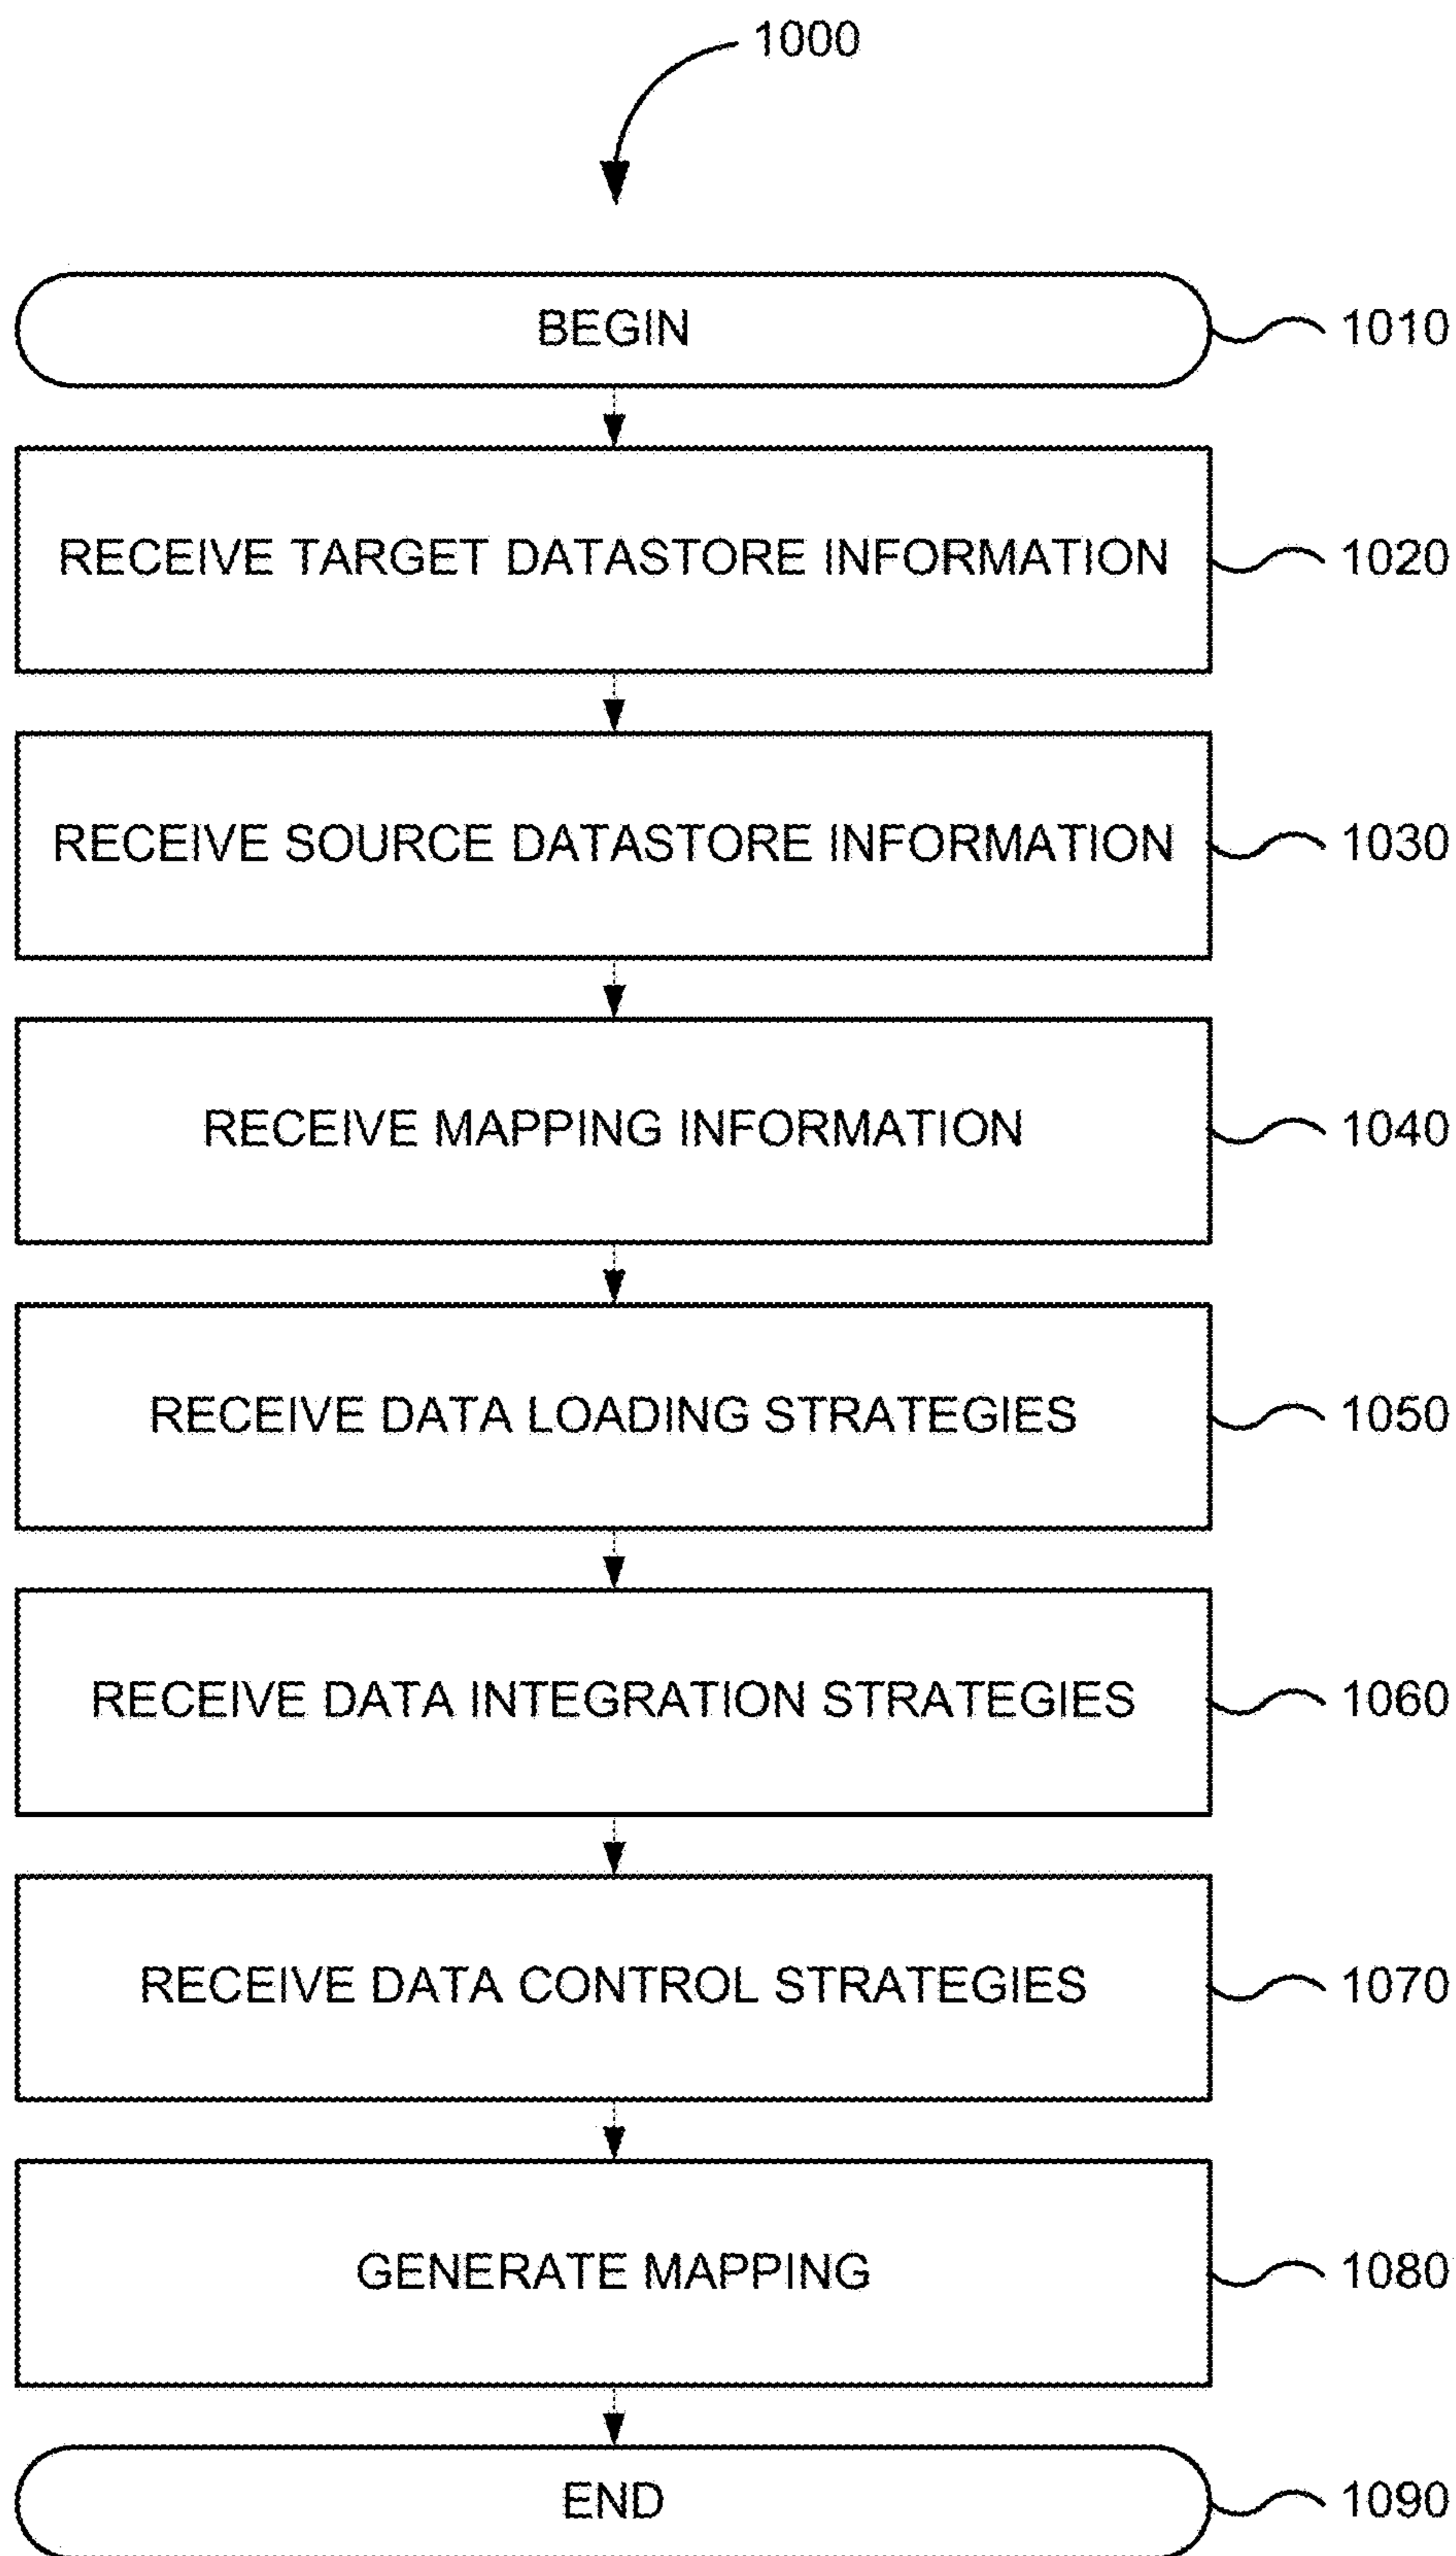 1000
BEGIN 1010
RECEIVE TARGET DATASTORE INFORMATION 1020
RECEIVE SOURCE DATASTORE INFORMATION 1030
RECEIVE MAPPING INFORMATION 1040
RECEIVE DATA LOADING STRATEGIES 1050
RECEIVE DATA INTEGRATION STRATEGIES 1060
RECEIVE DATA CONTROL STRATEGIES 1070
GENERATE MAPPING 1080
END 1090